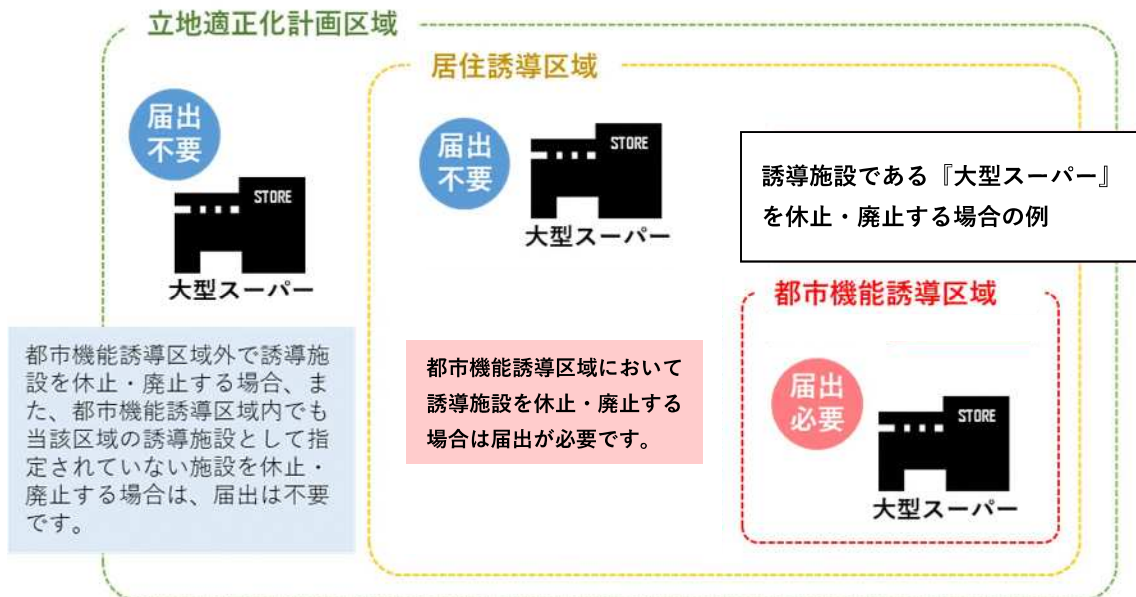 立地適正化計画区域
居住誘導区域
届出
不要
STORE
大型スーパー
届出
不要
STORE
大型スーパー
誘導施設である『大型スーパー』
を休止・廃止する場合の例
都市機能誘導区域
都市機能誘導区域外で誘導施
設を休止・廃止する場合、ま
た、都市機能誘導区域内でも
当該区域の誘導施設として指
定されていない施設を休止・
廃止する場合は、届出は不要
です。
都市機能誘導区域において
誘導施設を休止・廃止する
場合は届出が必要です。
届出
必要
STORE
大型スーパー